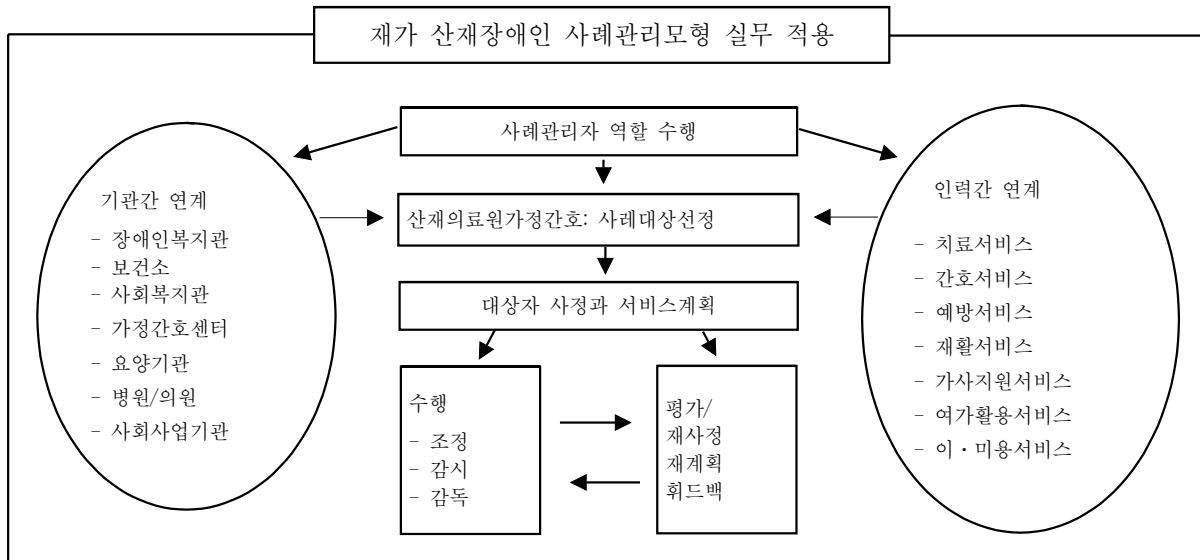 재가 산재장애인 사례관리모형 실무 적용
사례관리자 역할 수행
기관간 연계
- 장애인복지관
- 보건소
- 사회복지관
- 가정간호센터
- 요양기관
- 병원/의원
- 사회사업기관
산재의료원가정간호: 사레대상선정
대상자 사정과 서비스계획
수행
- 조정
- 감시
- 감독
평가/
재사정
재계획
휘드백
인력간 연계
- 치료서비스
- 간호서비스
- 예방서비스
- 재활서비스
- 가사지원서비스
- 여가활용서비스
- 이·미용서비스